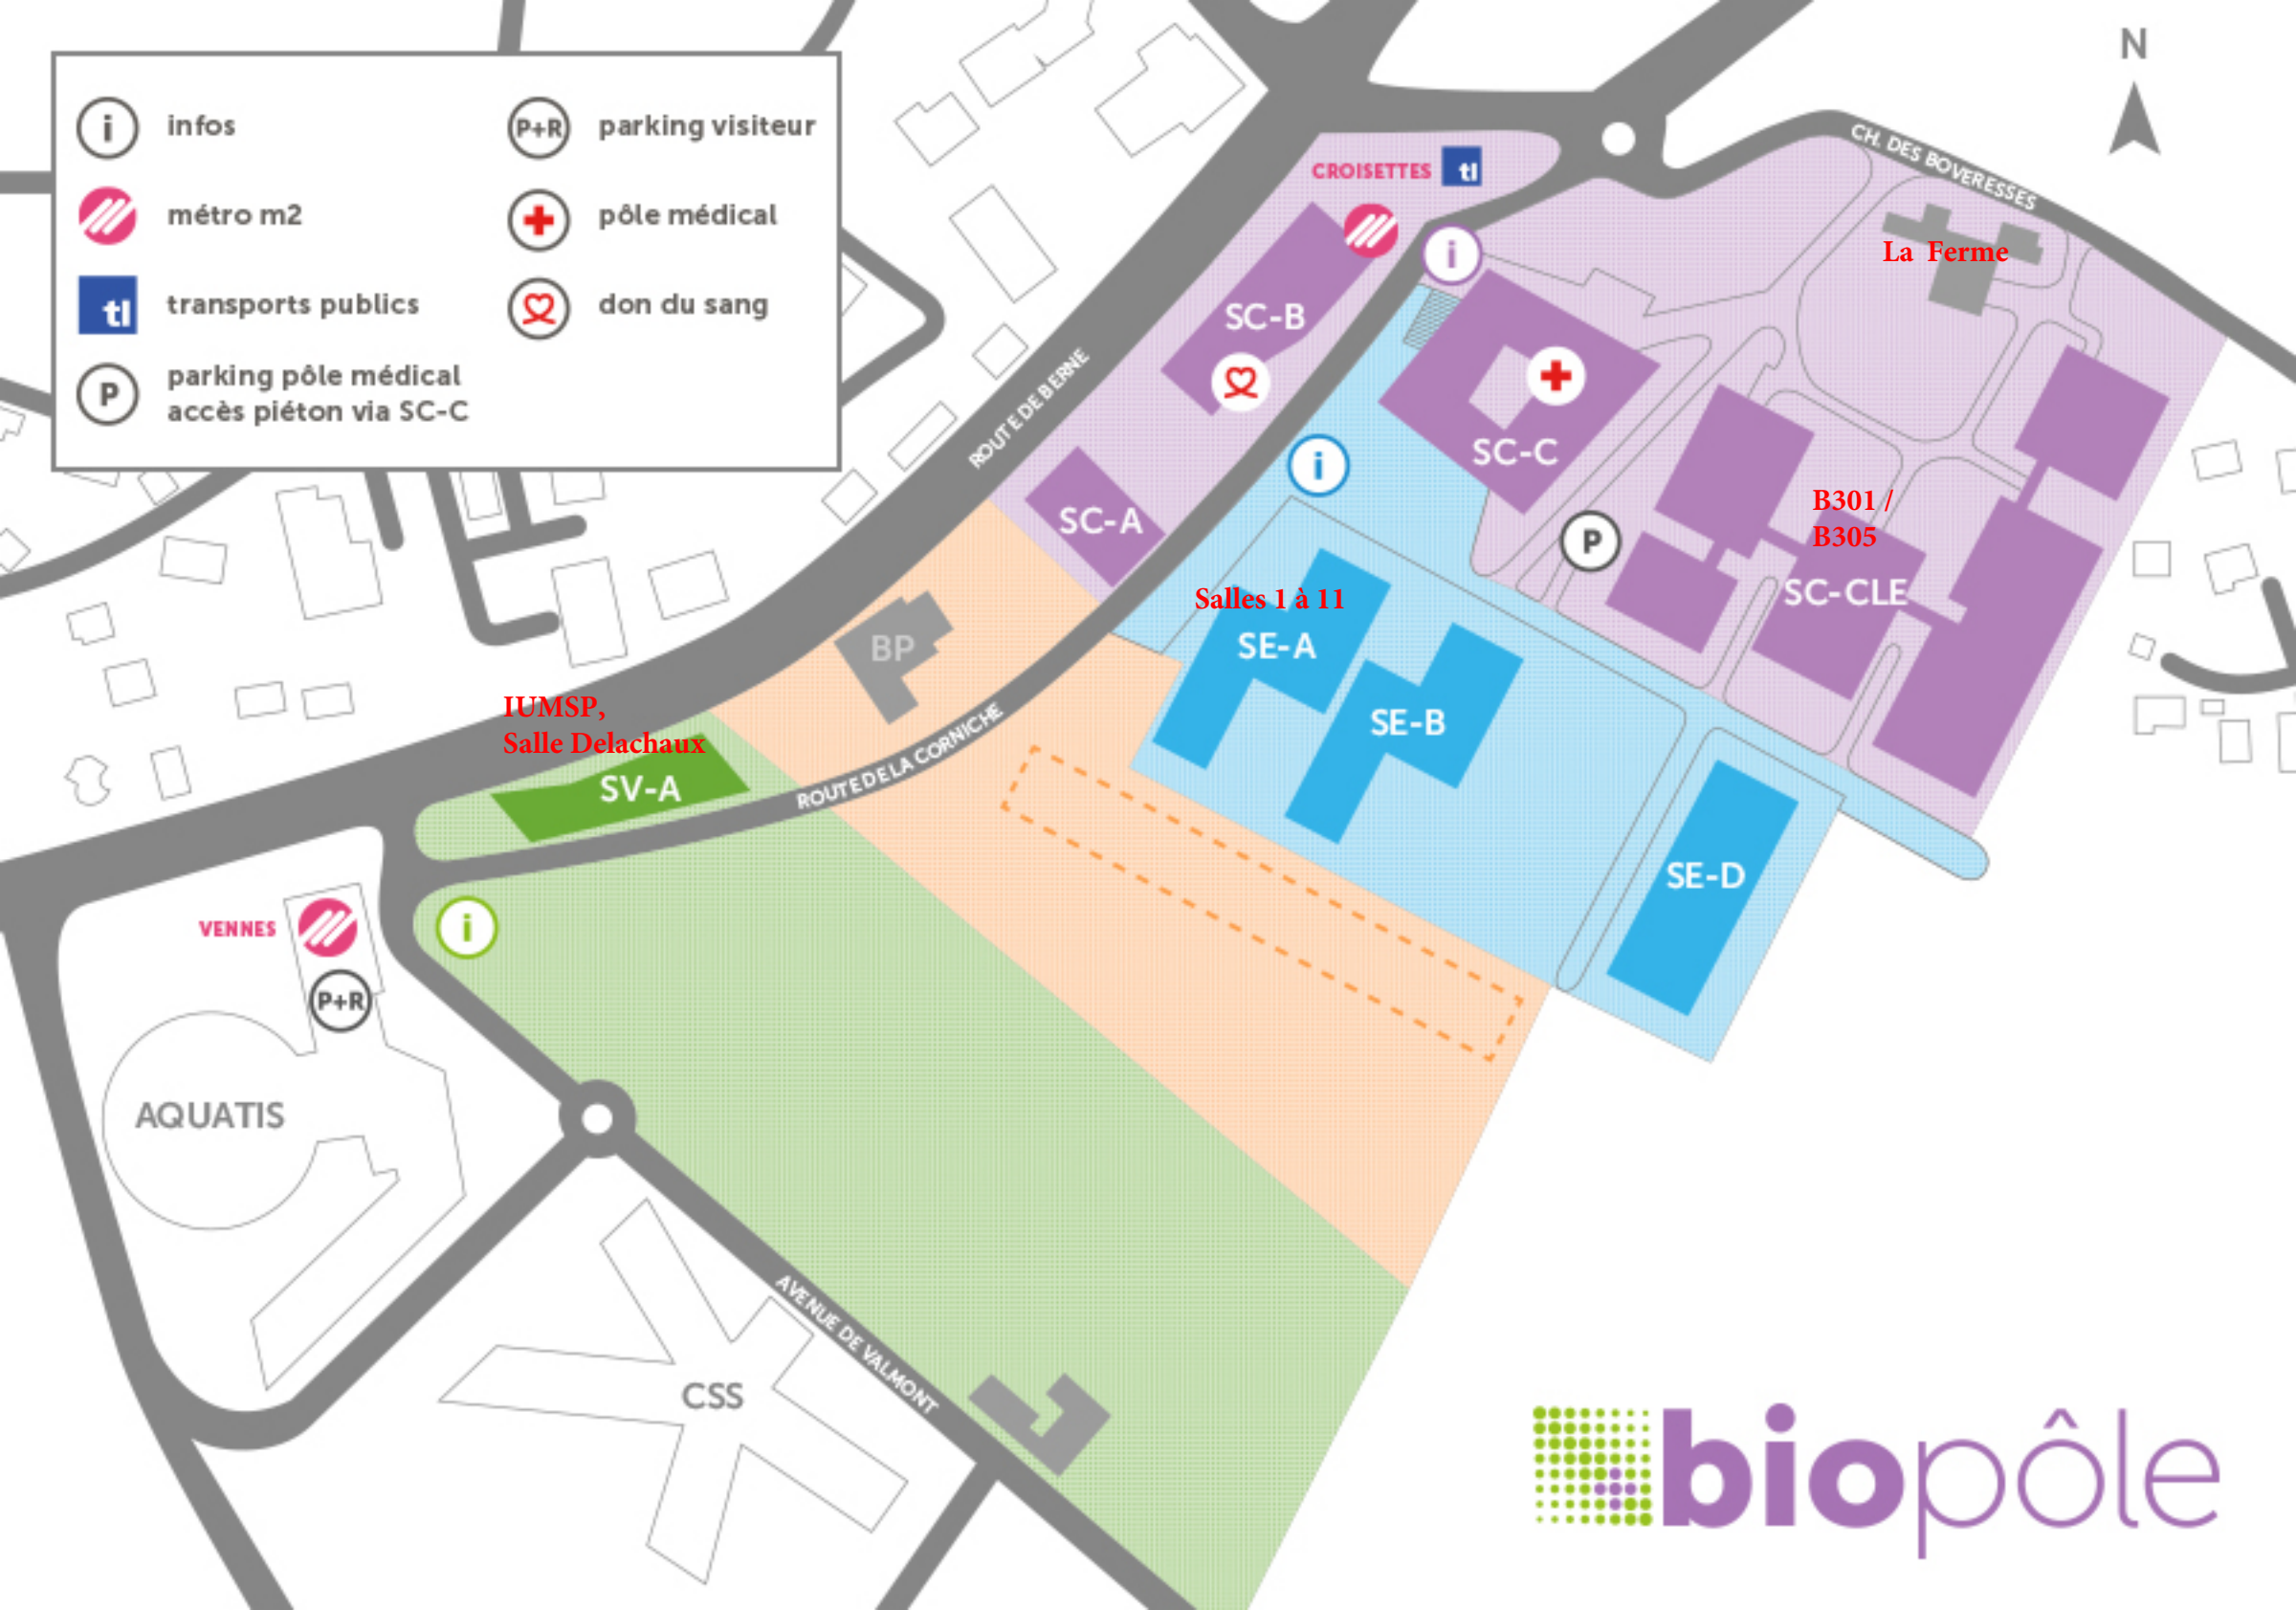 i infos
P+R parking visiteur
métro m2
pôle médical
tl transports publics
don du sang
P parking pôle médical
accès piéton via SC-C
N
CH. DES BOVERESSES
CROISETTES tl
La Ferme
i
SC-B
ROUTE DE BERNE
SC-C
i
SC-A
B301 /
B305
P
SC-CLE
Salles 1 à 11
SE-A
BP
SE-B
IUMSP,
Salle Delachaux
SV-A
ROUTE DE LA CORNICHE
SE-D
VENNES
i
P+R
AQUATIS
AVENUE DE VALMONT
CSS
biopôle